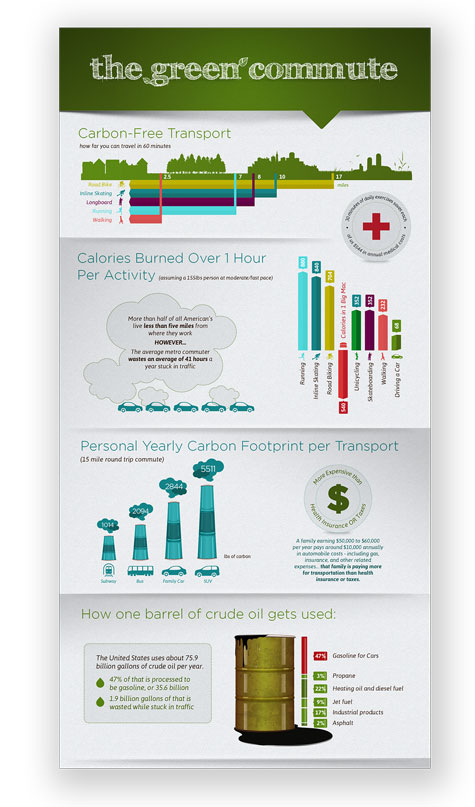 the green commute
Carbon-Free Transport
how far you can travel in 60 minutes
2.5 7 8 10 17
miles
Road Bike
Inline Skating
Longboard
Running
Walking
30 minutes of daily exercise saves each
of us $544 in annual medical costs
Calories Burned Over 1 Hour
Per Activity (assuming a 155lbs person at moderate/fast pace)
More than half of all American's
live less than five miles from
where they work
HOWEVER...
The average metro commuter
wastes an average of 41 hours a
year stuck in traffic
880 840 704 Calories in 1 Big Mac 352 352 232 68
540
Running Inline Skating Road Biking Unicycling Skateboarding Walking Driving a Car
Personal Yearly Carbon Footprint per Transport
(15 mile round trip commute)
1014 2094 2844 5511
lbs of carbon
Subway Bus Family Car SUV
More Expensive than
$
Health Insurance OR Taxes
A family earning $50,000 to $60,000
per year pays around $10,000 annually
in automobile costs - including gas,
insurance, and other related
expenses... that family is paying more
for transportation than health
insurance or taxes.
How one barrel of crude oil gets used:
The United States uses about 75.9
billion gallons of crude oil per year.
47% of that is processed to
be gasoline, or 35.6 billion
1.9 billion gallons of that is
wasted while stuck in traffic
47% Gasoline for Cars
3% Propane
22% Heating oil and diesel fuel
9% Jet fuel
17% Industrial products
2% Asphalt